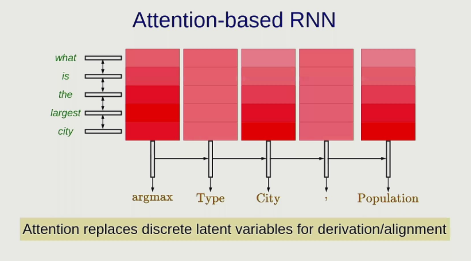 Attention-based RNN
what
is
the
largest
city
argmax Type City , Population
Attention replaces discrete latent variables for derivation/alignment